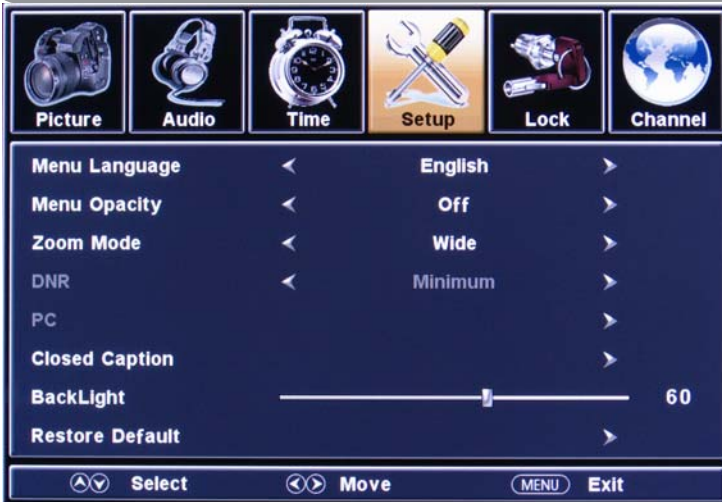 Picture Audio Time Setup Lock Channel
Menu Language English
Menu Opacity Off
Zoom Mode Wide
DNR Minimum
PC
Closed Caption
BackLight 60
Restore Default
Select Move MENU Exit